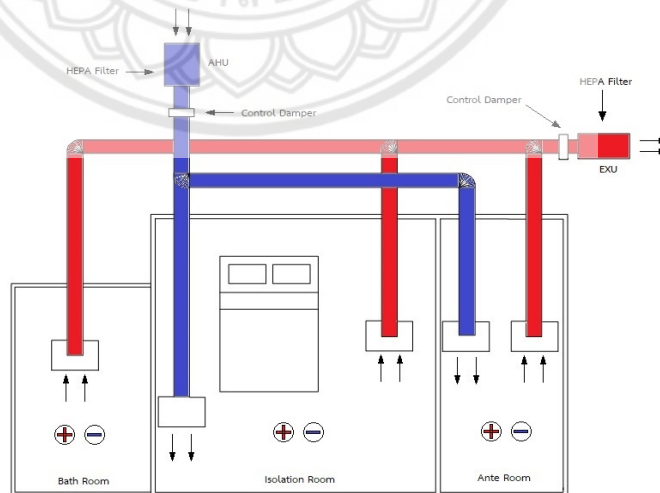 AHU
HEPA Filter
HEPA Filter
Control Damper
Control Damper
EXU
Bath Room
Isolation Room
Ante Room